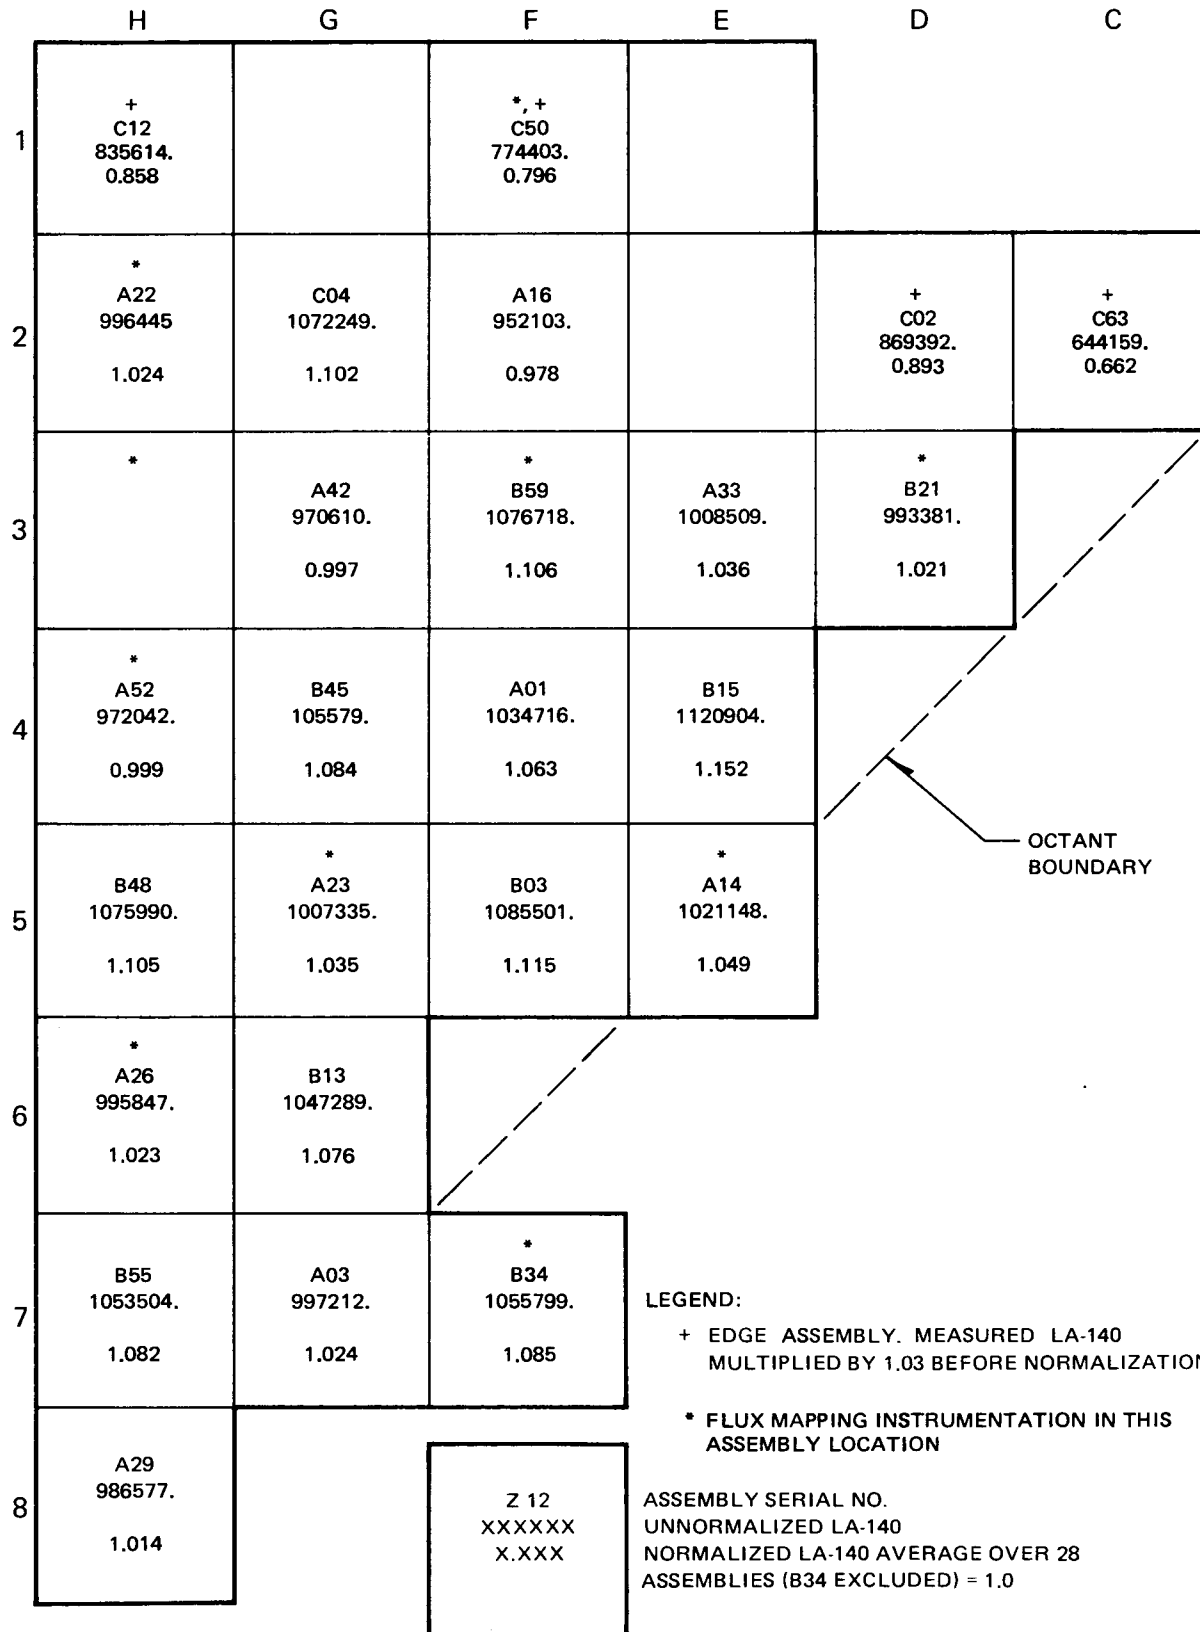 H G F E D C
1
+
C12
835614.
0.858
*, +
C50
774403.
0.796
2
*
A22
996445
1.024
C04
1072249.
1.102
A16
952103.
0.978
+
C02
869392.
0.893
+
C63
644159.
0.662
3
*
A42
970610.
0.997
*
B59
1076718.
1.106
A33
1008509.
1.036
*
B21
993381.
1.021
4
*
A52
972042.
0.999
B45
105579.
1.084
A01
1034716.
1.063
B15
1120904.
1.152
OCTANT
BOUNDARY
5
B48
1075990.
1.105
*
A23
1007335.
1.035
B03
1085501.
1.115
*
A14
1021148.
1.049
6
*
A26
995847.
1.023
B13
1047289.
1.076
7
B55
1053504.
1.082
A03
997212.
1.024
*
B34
1055799.
1.085
8
A29
986577.
1.014
LEGEND:
+ EDGE ASSEMBLY. MEASURED LA-140
MULTIPLIED BY 1.03 BEFORE NORMALIZATION
* FLUX MAPPING INSTRUMENTATION IN THIS
ASSEMBLY LOCATION
Z 12 ASSEMBLY SERIAL NO.
XXXXXX UNNORMALIZED LA-140
X.XXX NORMALIZED LA-140 AVERAGE OVER 28
ASSEMBLIES (B34 EXCLUDED) = 1.0